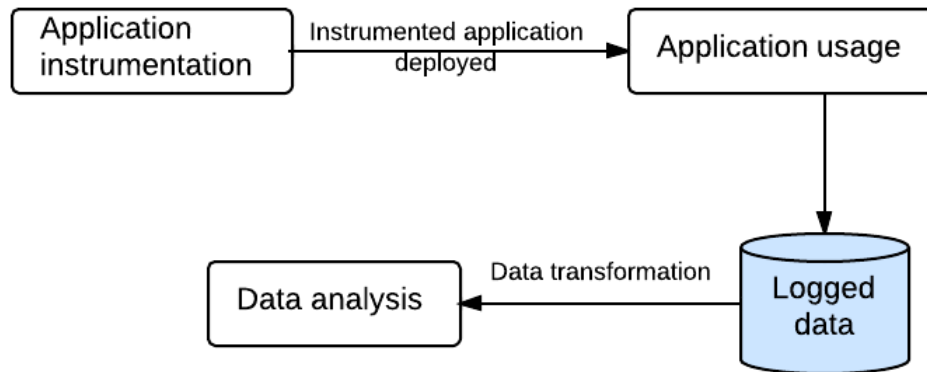 Application
instrumentation
Instrumented application
deployed
Application usage
Data analysis
Data transformation
Logged
data